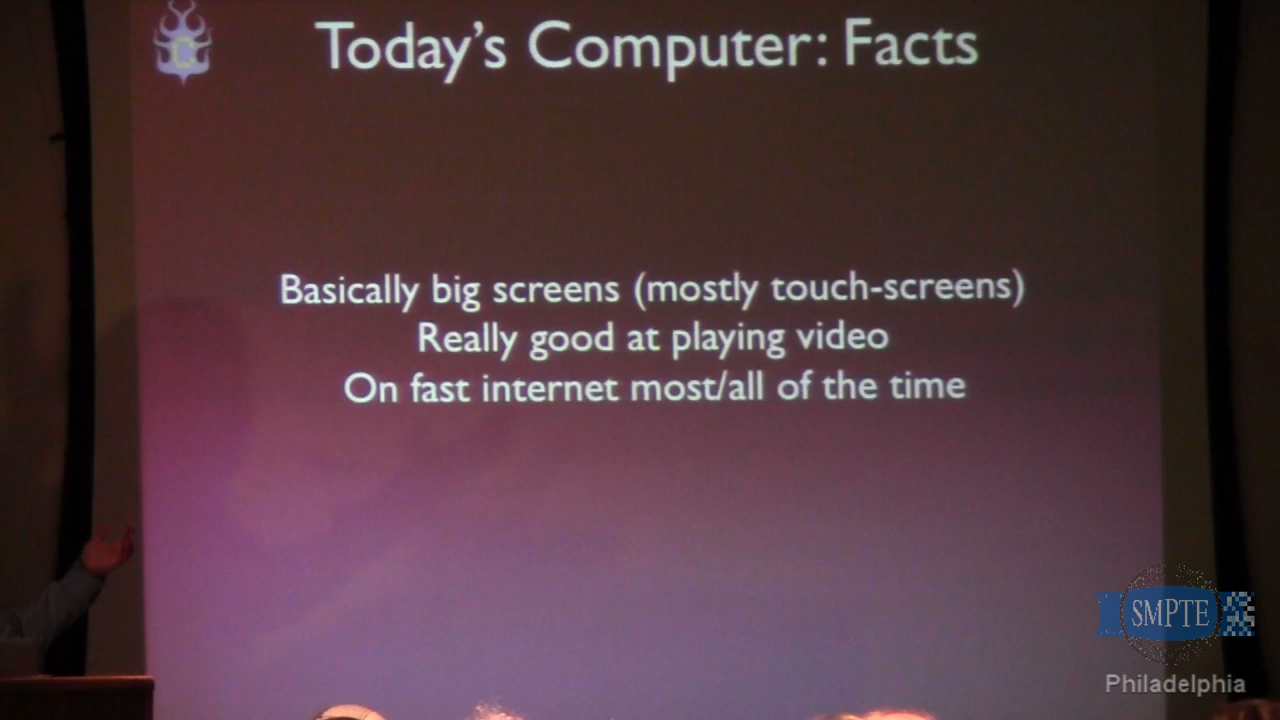 Today's Computer: Facts
Basically big screens (mostly touch-screens)
Really good at playing video
On fast internet most/all of the time
SMPTE
Philadelphia